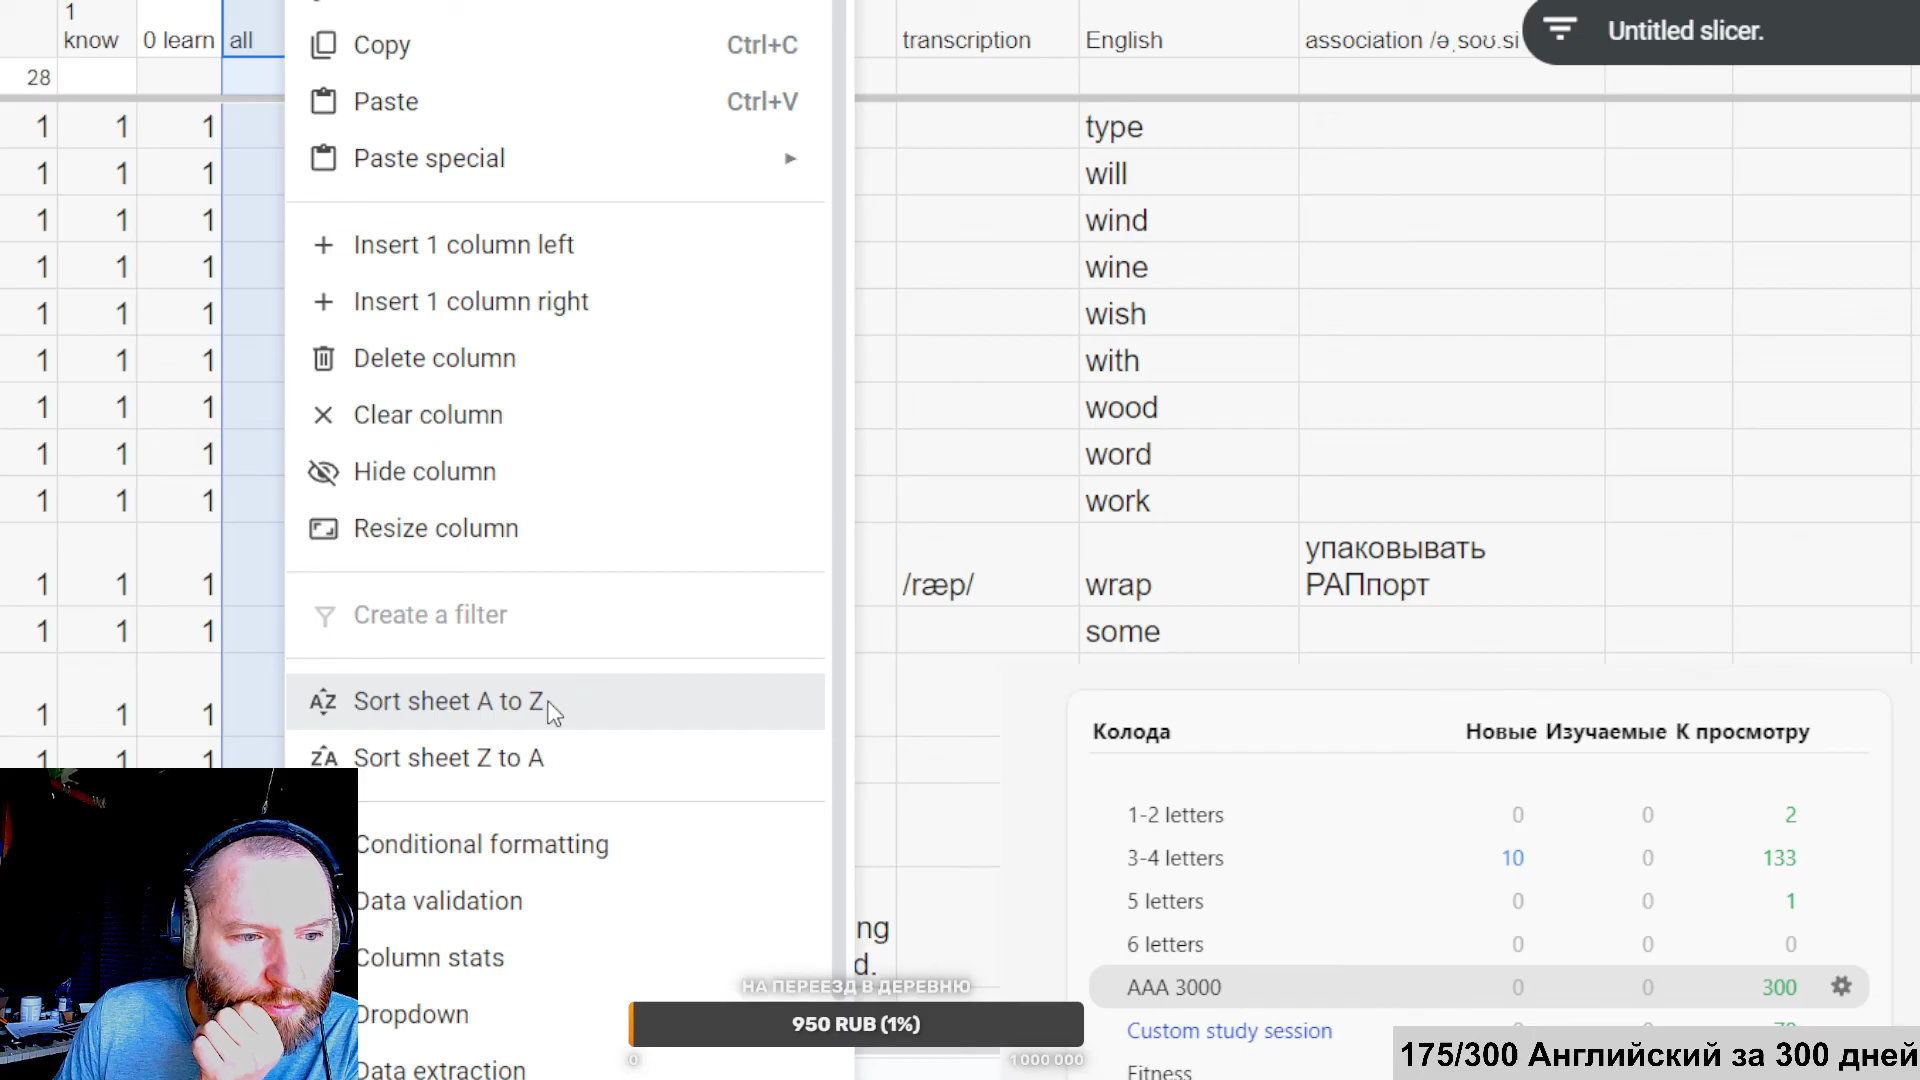 1
know
0 learn
all
28
Copy Ctrl+C
Paste Ctrl+V
Paste special
Insert 1 column left
Insert 1 column right
Delete column
Clear column
Hide column
Resize column
Create a filter
Sort sheet A to Z
Sort sheet Z to A
Conditional formatting
Data validation
Column stats
Dropdown
Data extraction
transcription
English
association /ə,soʊ.si
Untitled slicer.
1 1 1 type
1 1 1 will
1 1 1 wind
1 1 1 wine
1 1 1 wish
1 1 1 with
1 1 1 wood
1 1 1 word
1 1 1 work
1 1 1 /ræp/ wrap упаковывать
РАПпорт
1 1 1 some
1 1 1
1 1 1
ng
d.
НА ПЕРЕЕЗД В ДЕРЕВНЮ
950 RUB (1%)
0 1 000 000
Колода Новые Изучаемые К просмотру
1-2 letters 0 0 2
3-4 letters 10 0 133
5 letters 0 0 1
6 letters 0 0 0
AAA 3000 0 0 300
Custom study session
Fitness
175/300 Английский за 300 дней